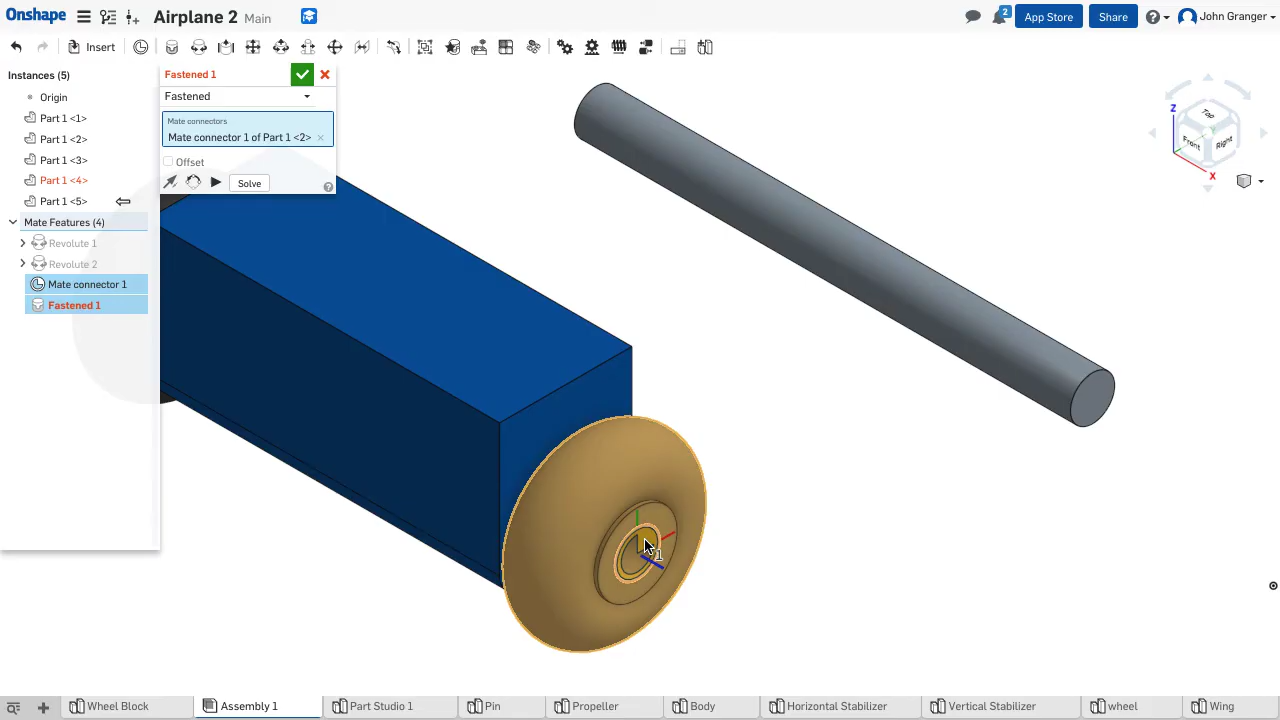 Onshape
Airplane 2 Main
2
App Store
Share
John Granger
Insert
Instances (5)
Origin
Part 1 <1>
Part 1 <2>
Part 1 <3>
Part 1 <4>
Part 1 <5>
Mate Features (4)
Revolute 1
Revolute 2
Mate connector 1
Fastened 1
Fastened 1
Fastened
Mate connectors
Mate connector 1 of Part 1 <2>
Offset
Solve
Z
Top
Front
Right
X
1
Wheel Block
Assembly 1
Part Studio 1
Pin
Propeller
Body
Horizontal Stabilizer
Vertical Stabilizer
wheel
Wing